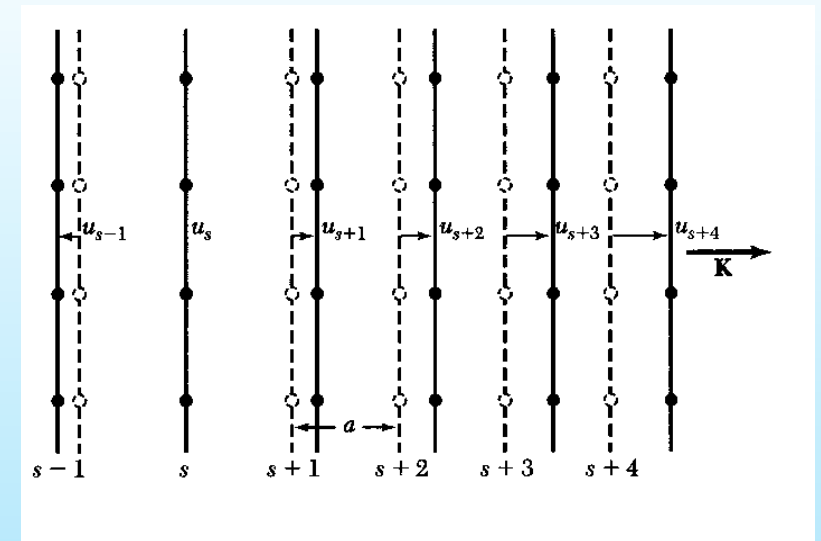 u_{s-1} u_s u_{s+1} u_{s+2} u_{s+3} u_{s+4}
K
a
s − 1 s s + 1 s + 2 s + 3 s + 4